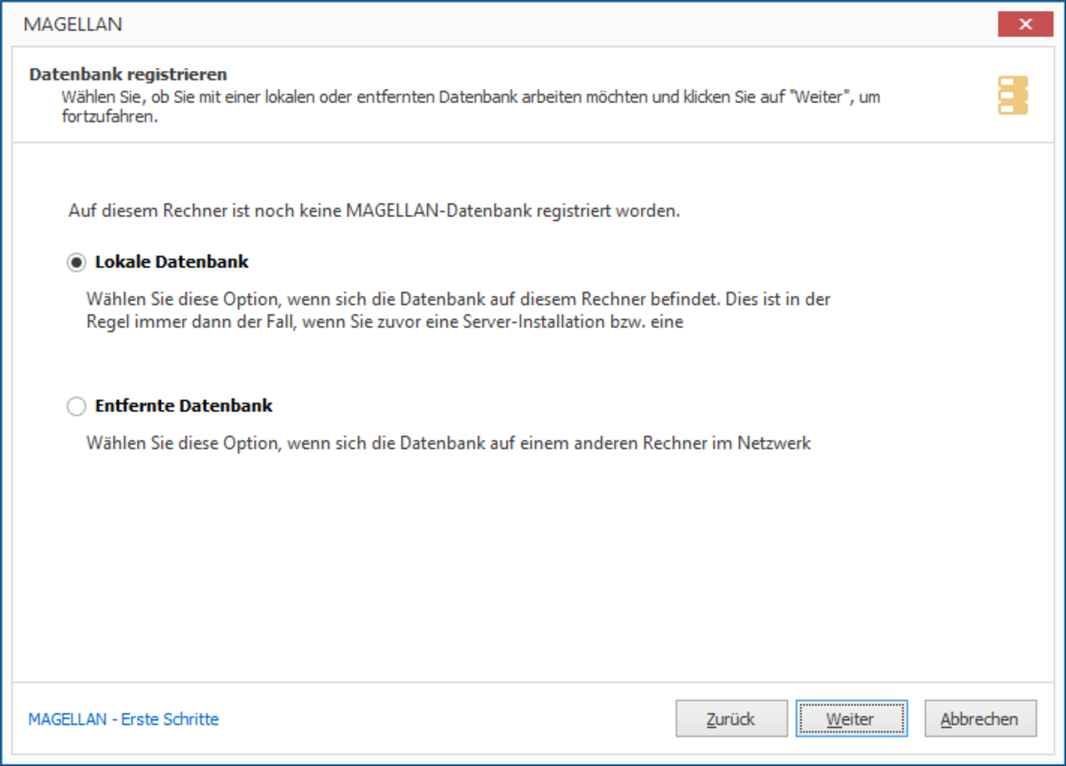 MAGELLAN
Datenbank registrieren
Wählen Sie, ob Sie mit einer lokalen oder entfernten Datenbank arbeiten möchten und klicken Sie auf "Weiter", um
fortzufahren.
Auf diesem Rechner ist noch keine MAGELLAN-Datenbank registriert worden.
Lokale Datenbank
Wählen Sie diese Option, wenn sich die Datenbank auf diesem Rechner befindet. Dies ist in der
Regel immer dann der Fall, wenn Sie zuvor eine Server-Installation bzw. eine
Entfernte Datenbank
Wählen Sie diese Option, wenn sich die Datenbank auf einem anderen Rechner im Netzwerk
MAGELLAN - Erste Schritte
Zurück
Weiter
Abbrechen